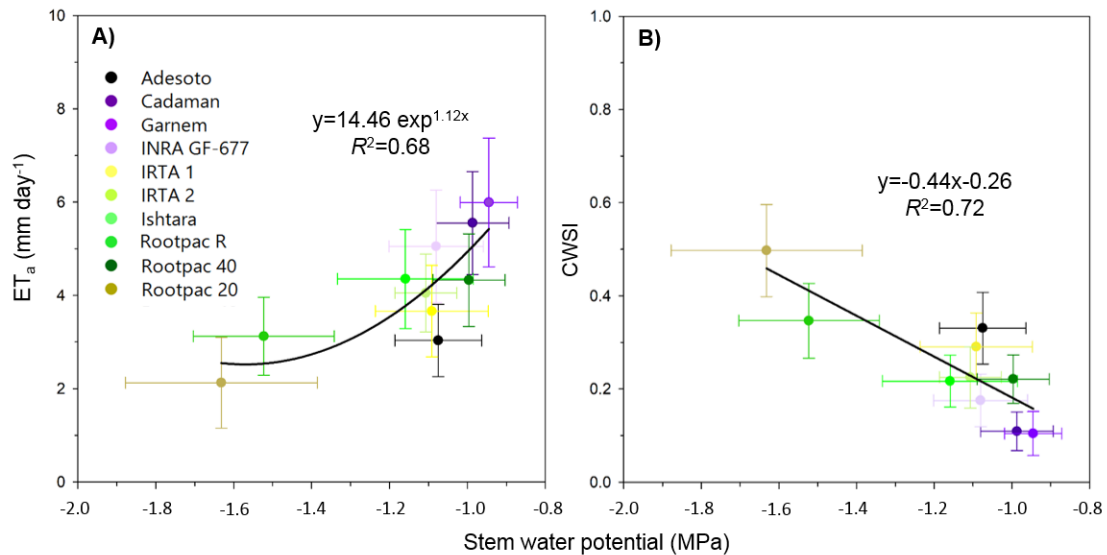 A)
10
8
6
4
2
0
ETa (mm day-1)
Adesoto
Cadaman
Garnem
INRA GF-677
IRTA 1
IRTA 2
Ishtara
Rootpac R
Rootpac 40
Rootpac 20
y=14.46 exp1.12x
R2=0.68
-2.0 -1.8 -1.6 -1.4 -1.2 -1.0 -0.8
B)
1.0
0.8
0.6
0.4
0.2
0.0
CWSI
y=-0.44x-0.26
R2=0.72
-2.0 -1.8 -1.6 -1.4 -1.2 -1.0 -0.8
Stem water potential (MPa)